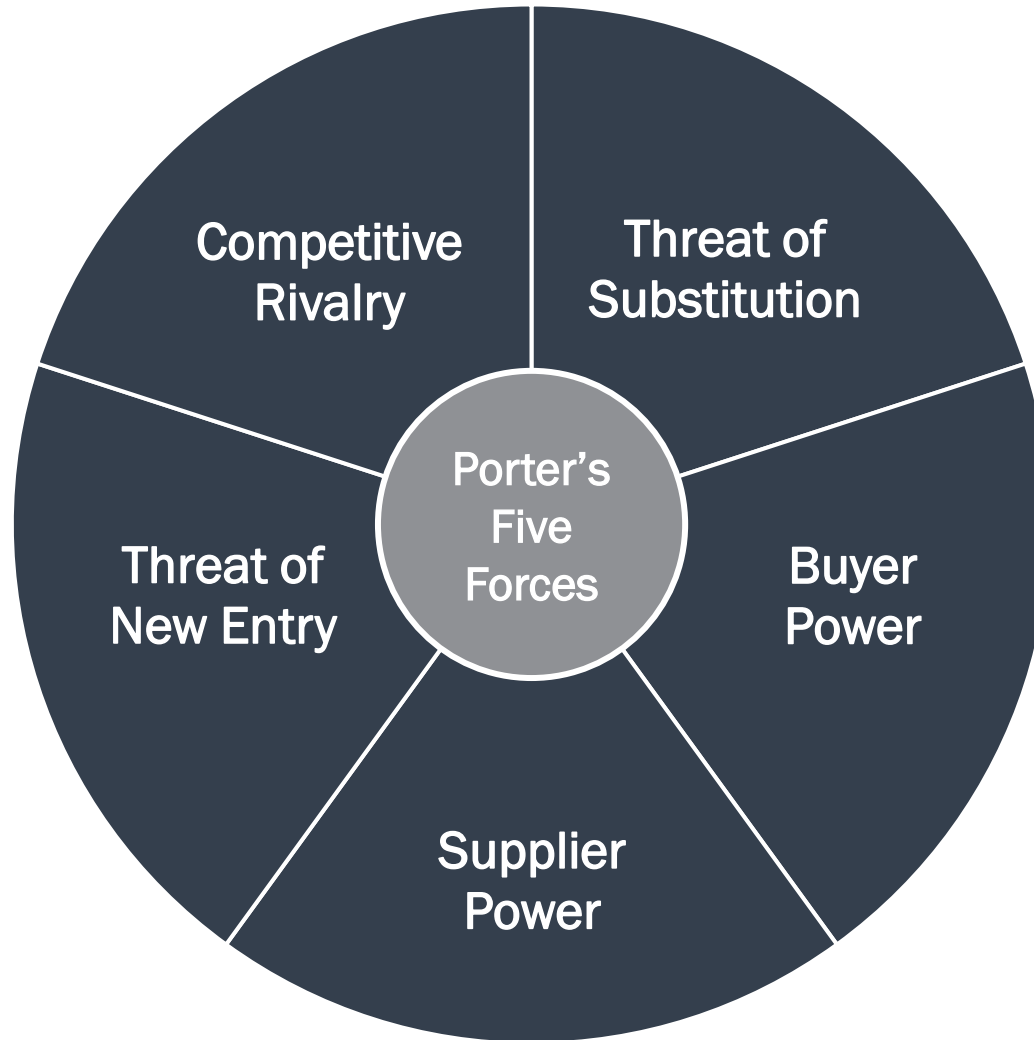 Competitive
Rivalry
Threat of
Substitution
Porter’s
Five
Forces
Threat of
New Entry
Buyer
Power
Supplier
Power